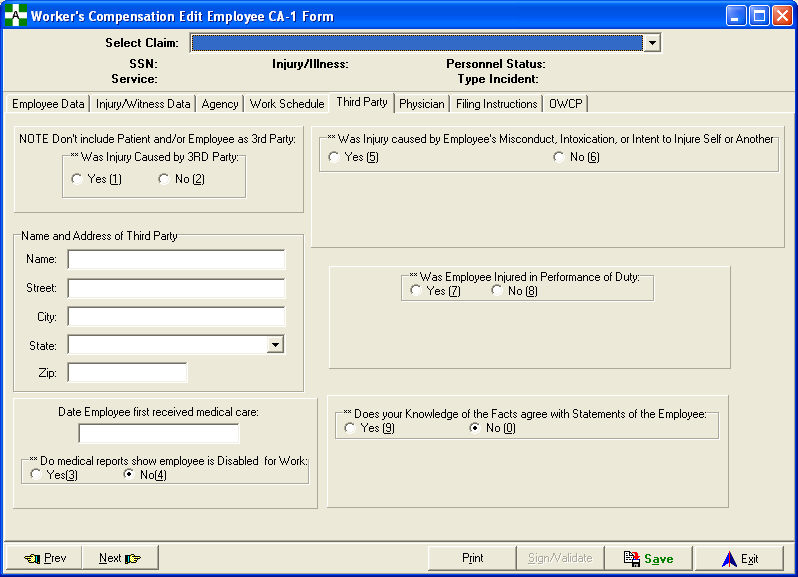 Worker's Compensation Edit Employee CA-1 Form
Select Claim:
SSN: Injury/Illness: Personnel Status:
Service: Type Incident:
Employee Data Injury/Witness Data Agency Work Schedule Third Party Physician Filing Instructions OWCP
NOTE Don't include Patient and/or Employee as 3rd Party:
** Was Injury Caused by 3RD Party:
Yes (1) No (2)
** Was Injury caused by Employee's Misconduct, Intoxication, or Intent to Injure Self or Another
Yes (5) No (6)
Name and Address of Third Party
Name:
Street:
City:
State:
Zip:
** Was Employee Injured in Performance of Duty:
Yes (7) No (8)
Date Employee first received medical care:
** Do medical reports show employee is Disabled for Work:
Yes(3) No(4)
** Does your Knowledge of the Facts agree with Statements of the Employee:
Yes (9) No (0)
Prev Next Print Sign/Validate Save Exit